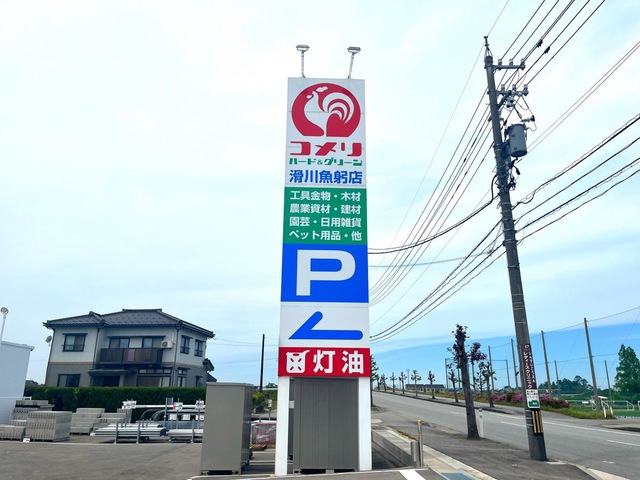 コメリ
ハード&グリーン
滑川魚躬店
工具金物・木材
農業資材・建材
園芸・日用雑貨
ペット用品・他
P
灯油